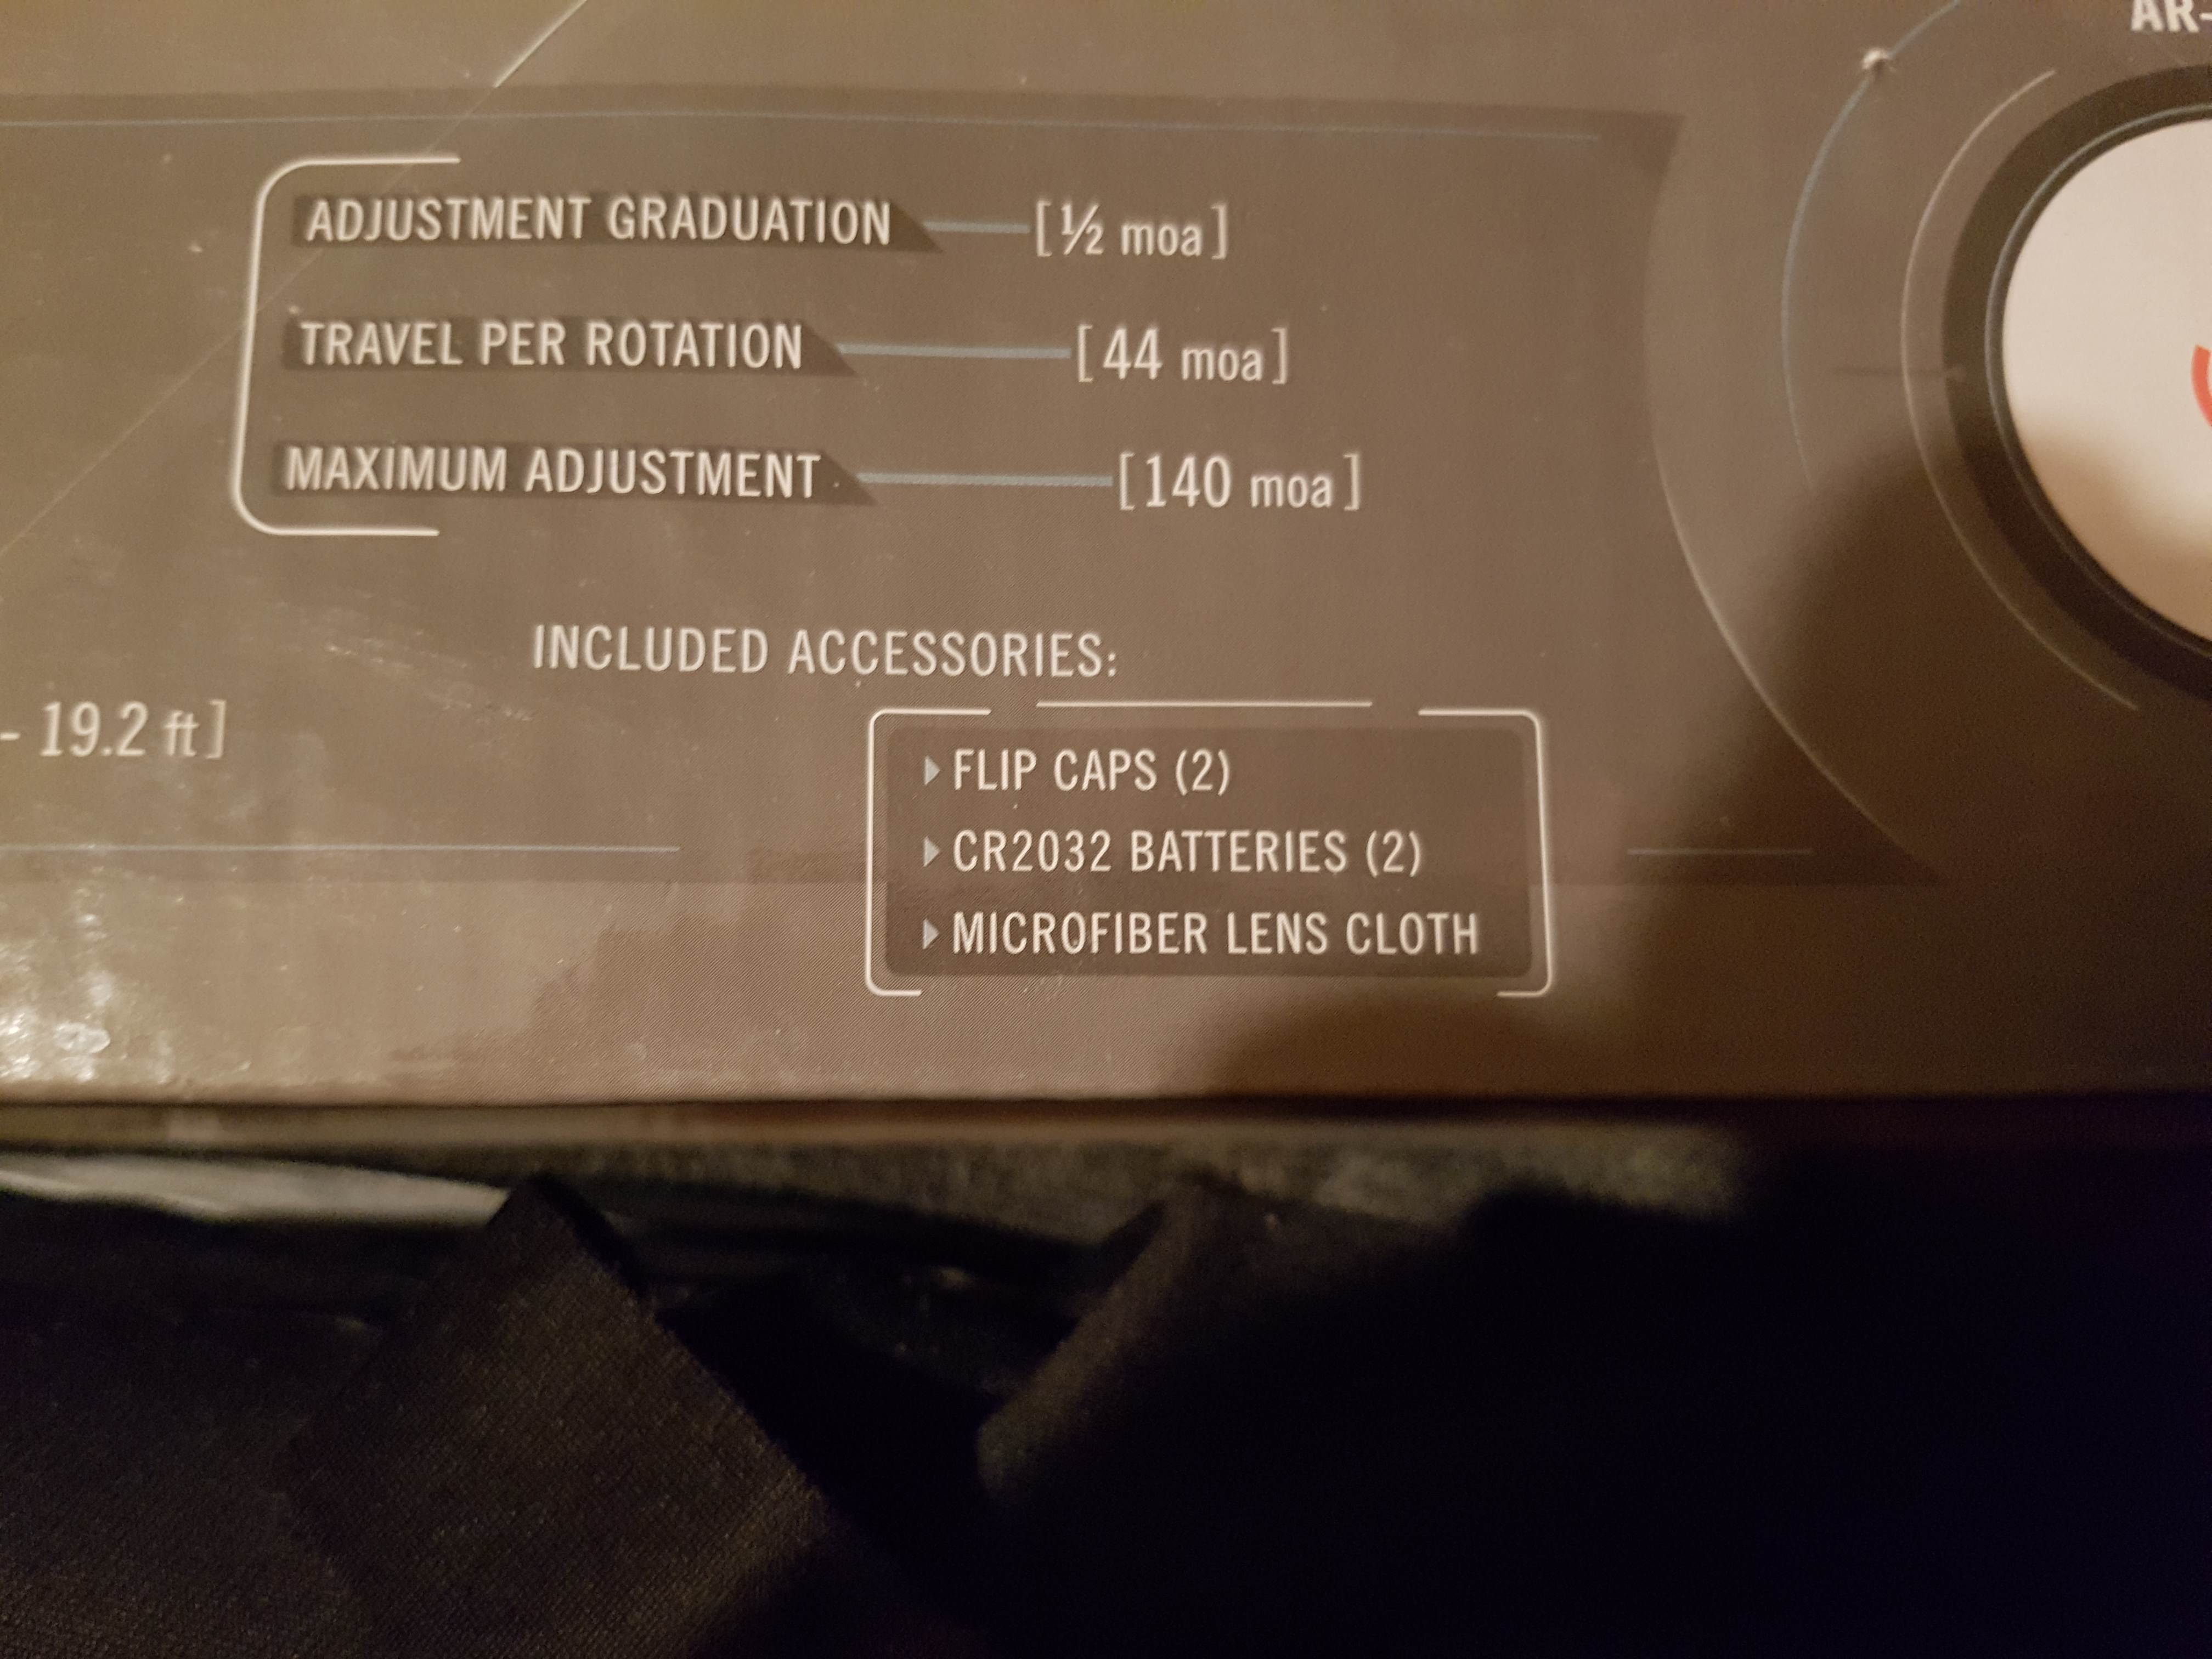 AR-
ADJUSTMENT GRADUATION [½ moa]
TRAVEL PER ROTATION [44 moa]
MAXIMUM ADJUSTMENT [140 moa]
INCLUDED ACCESSORIES:
- 19.2 ft]
FLIP CAPS (2)
CR2032 BATTERIES (2)
MICROFIBER LENS CLOTH